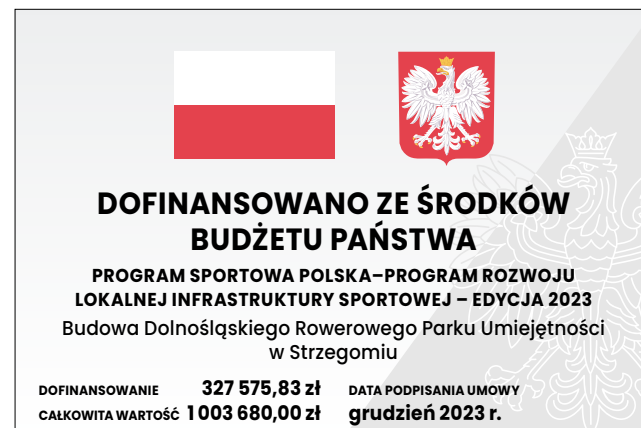 DOFINANSOWANO ZE ŚRODKÓW
BUDŻETU PAŃSTWA
PROGRAM SPORTOWA POLSKA–PROGRAM ROZWOJU
LOKALNEJ INFRASTRUKTURY SPORTOWEJ – EDYCJA 2023
Budowa Dolnośląskiego Rowerowego Parku Umiejętności
w Strzegomiu
DOFINANSOWANIE 327 575,83 zł DATA PODPISANIA UMOWY
CAŁKOWITA WARTOŚĆ 1 003 680,00 zł grudzień 2023 r.